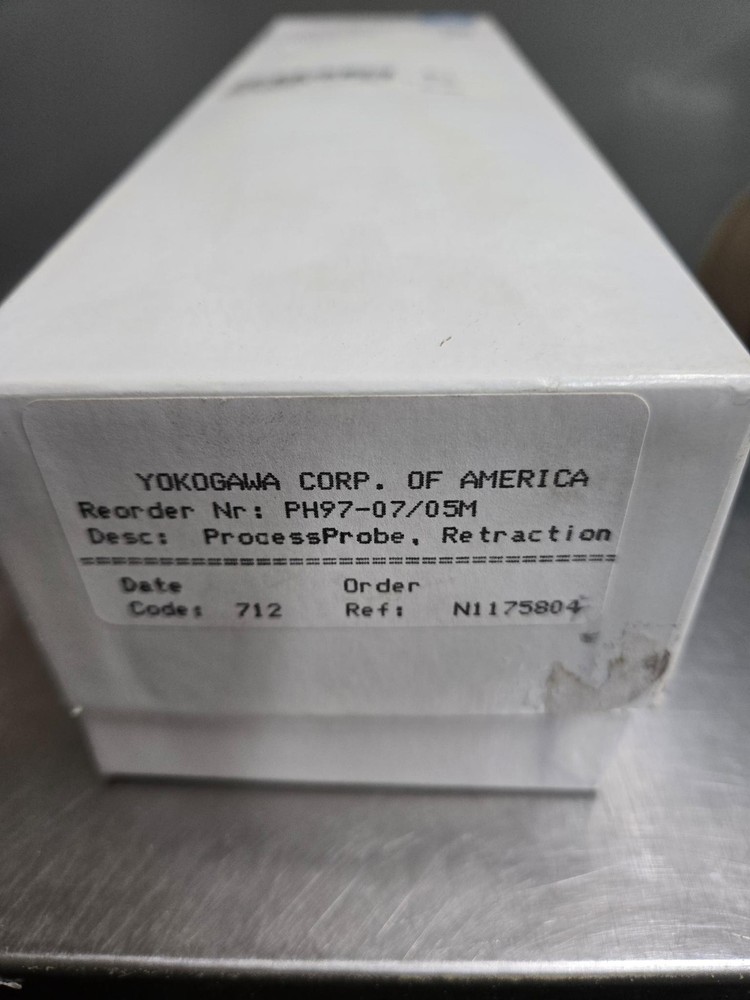 YOKOGAWA CORP. OF AMERICA
Reorder Nr: PH97-07/05M
Desc: ProcessProbe, Retraction
==========================================
Date Order
Code: 712 Ref: N1175804